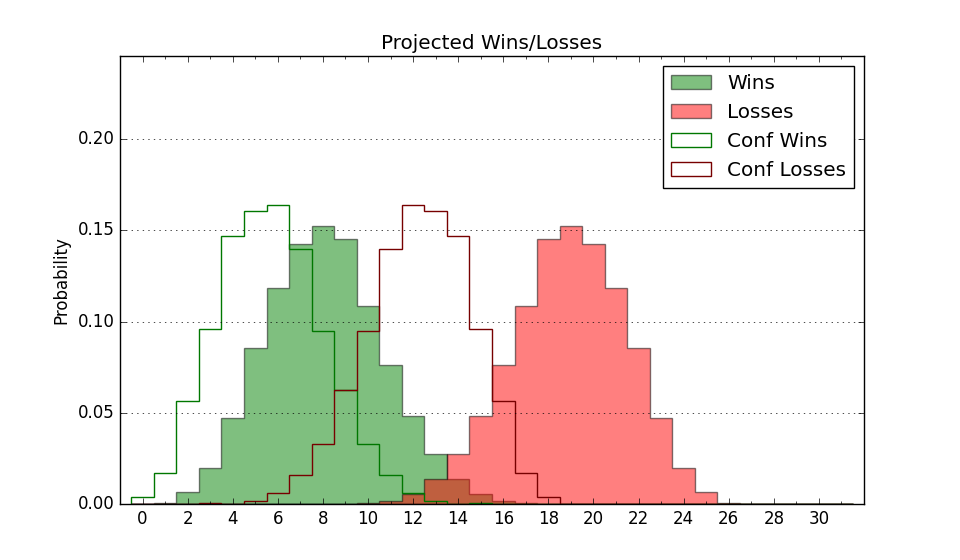 Projected Wins/Losses
Wins
Losses
Conf Wins
Conf Losses
Probability
0.20
0.15
0.10
0.05
0.00
0 2 4 6 8 10 12 14 16 18 20 22 24 26 28 30